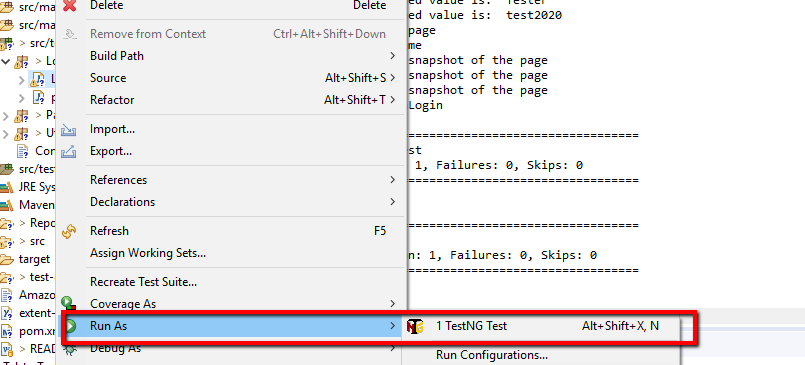 Delete Delete
Remove from Context Ctrl+Alt+Shift+Down
Build Path
Source Alt+Shift+S
Refactor Alt+Shift+T
Import...
Export...
References
Declarations
Refresh F5
Assign Working Sets...
Recreate Test Suite...
Coverage As
Run As
Debug As
1 TestNG Test Alt+Shift+X, N
Run Configurations...
src/ma
src/ma
> src/t
> Lo
L
p
> Pa
> Ut
Con
src/test
JRE Sys
Maven
> Repo
> src
target
> test-
Amazo
extent-
pom.xm
> READ
ed value is: Tester
ed value is: test2020
page
me
snapshot of the page
snapshot of the page
snapshot of the page
Login
===============================
st
1, Failures: 0, Skips: 0
===============================
===============================
n: 1, Failures: 0, Skips: 0
===============================